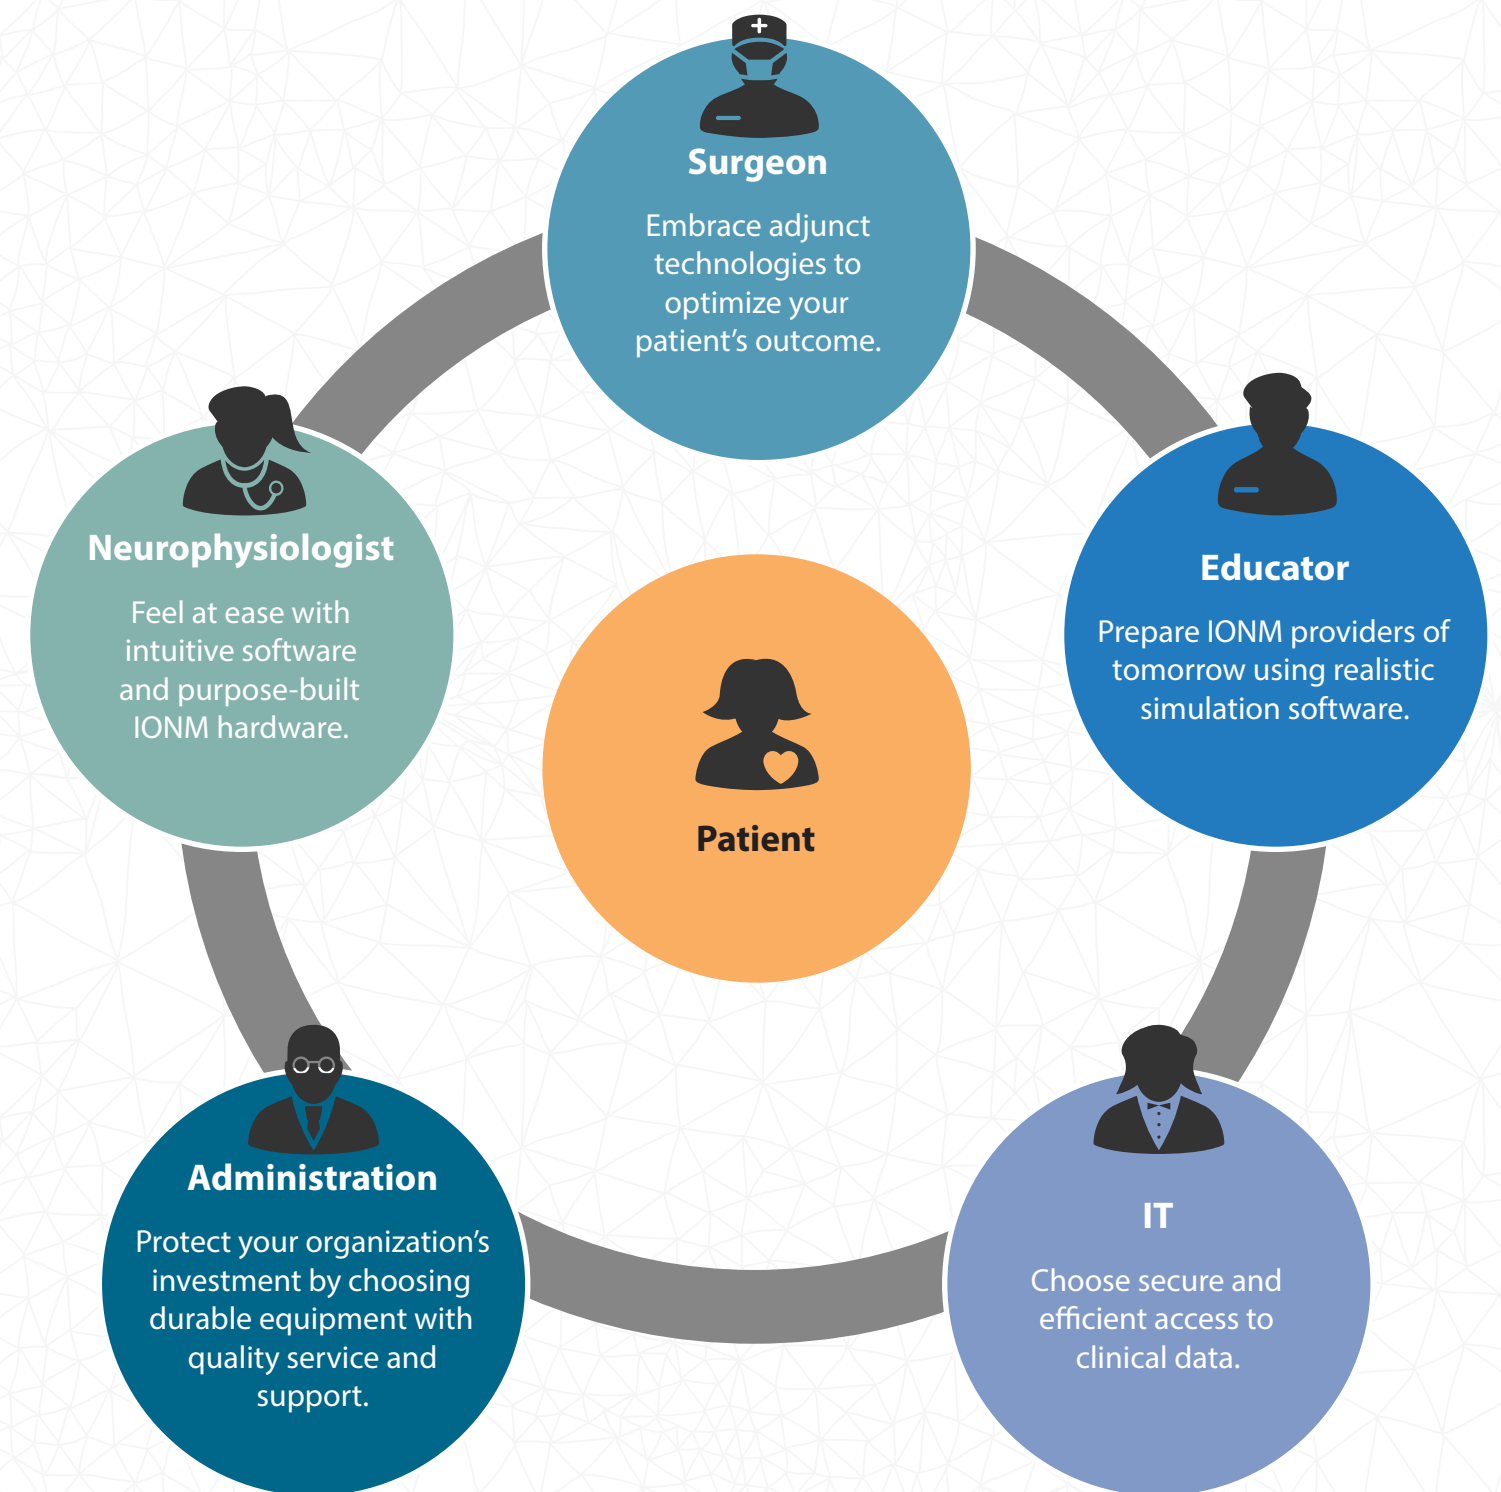 Surgeon
Embrace adjunct
technologies to
optimize your
patient’s outcome.
Neurophysiologist
Feel at ease with
intuitive software
and purpose-built
IONM hardware.
Educator
Prepare IONM providers of
tomorrow using realistic
simulation software.
Patient
Administration
Protect your organization’s
investment by choosing
durable equipment with
quality service and
support.
IT
Choose secure and
efficient access to
clinical data.